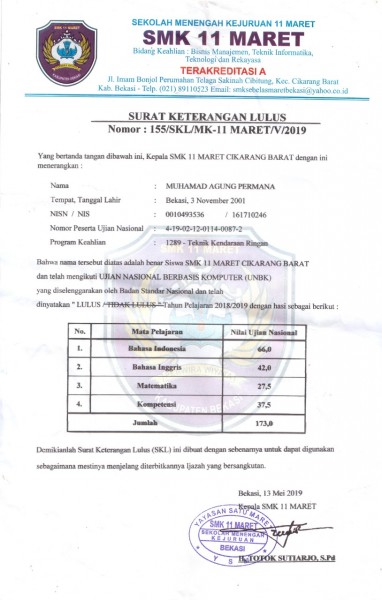 SEKOLAH MENENGAH KEJURUAN 11 MARET
SMK 11 MARET
Bidang Keahlian : Bisnis Manajemen, Teknik Informatika,
Teknologi dan Rekayasa
TERAKREDITASI A
Jl. Imam Bonjol Perumahan Telaga Sakinah Cibitung, Kec. Cikarang Barat
Kab. Bekasi - Telp. (021) 89110523 Email: smksebelasmaretbekasi@yahoo.co.id
SURAT KETERANGAN LULUS
Nomor : 155/SKL/MK-11 MARET/V/2019
Yang bertanda tangan dibawah ini, Kepala SMK 11 MARET CIKARANG BARAT dengan ini
menerangkan :
Nama : MUHAMAD AGUNG PERMANA
Tempat, Tanggal Lahir : Bekasi, 3 November 2001
NISN / NIS : 0010493536 / 161710246
Nomor Peserta Ujian Nasional : 4-19-02-12-0114-0087-2
Program Keahlian : 1289 - Teknik Kendaraan Ringan
Bahwa nama tersebut diatas adalah benar Siswa SMK 11 MARET CIKARANG BARAT
dan telah mengikuti UJIAN NASIONAL BERBASIS KOMPUTER (UNBK)
yang diselenggarakan oleh Badan Standar Nasional dan telah
dinyatakan " LULUS / TIDAK LULUS " Tahun Pelajaran 2018/2019 dengan hasi sebagai berikut :
No. Mata Pelajaran Nilai Ujian Nasional
1. Bahasa Indonesia 66,0
2. Bahasa Inggris 42,0
3. Matematika 27,5
4. Kompetensi 37,5
Jumlah 173,0
Demikianlah Surat Keterangan Lulus (SKL) ini dibuat dengan sebenarnya untuk dapat digunakan
sebagaimana mestinya menjelang diterbitkannya Ijazah yang bersangkutan.
Bekasi, 13 Mei 2019
Kepala SMK 11 MARET
YAYASAN SATU MARET
SMK 11 MARET
SEKOLAH MENENGAH
KEJURUAN
BEKASI
H. TOTOK SUTIARJO, S.Pd